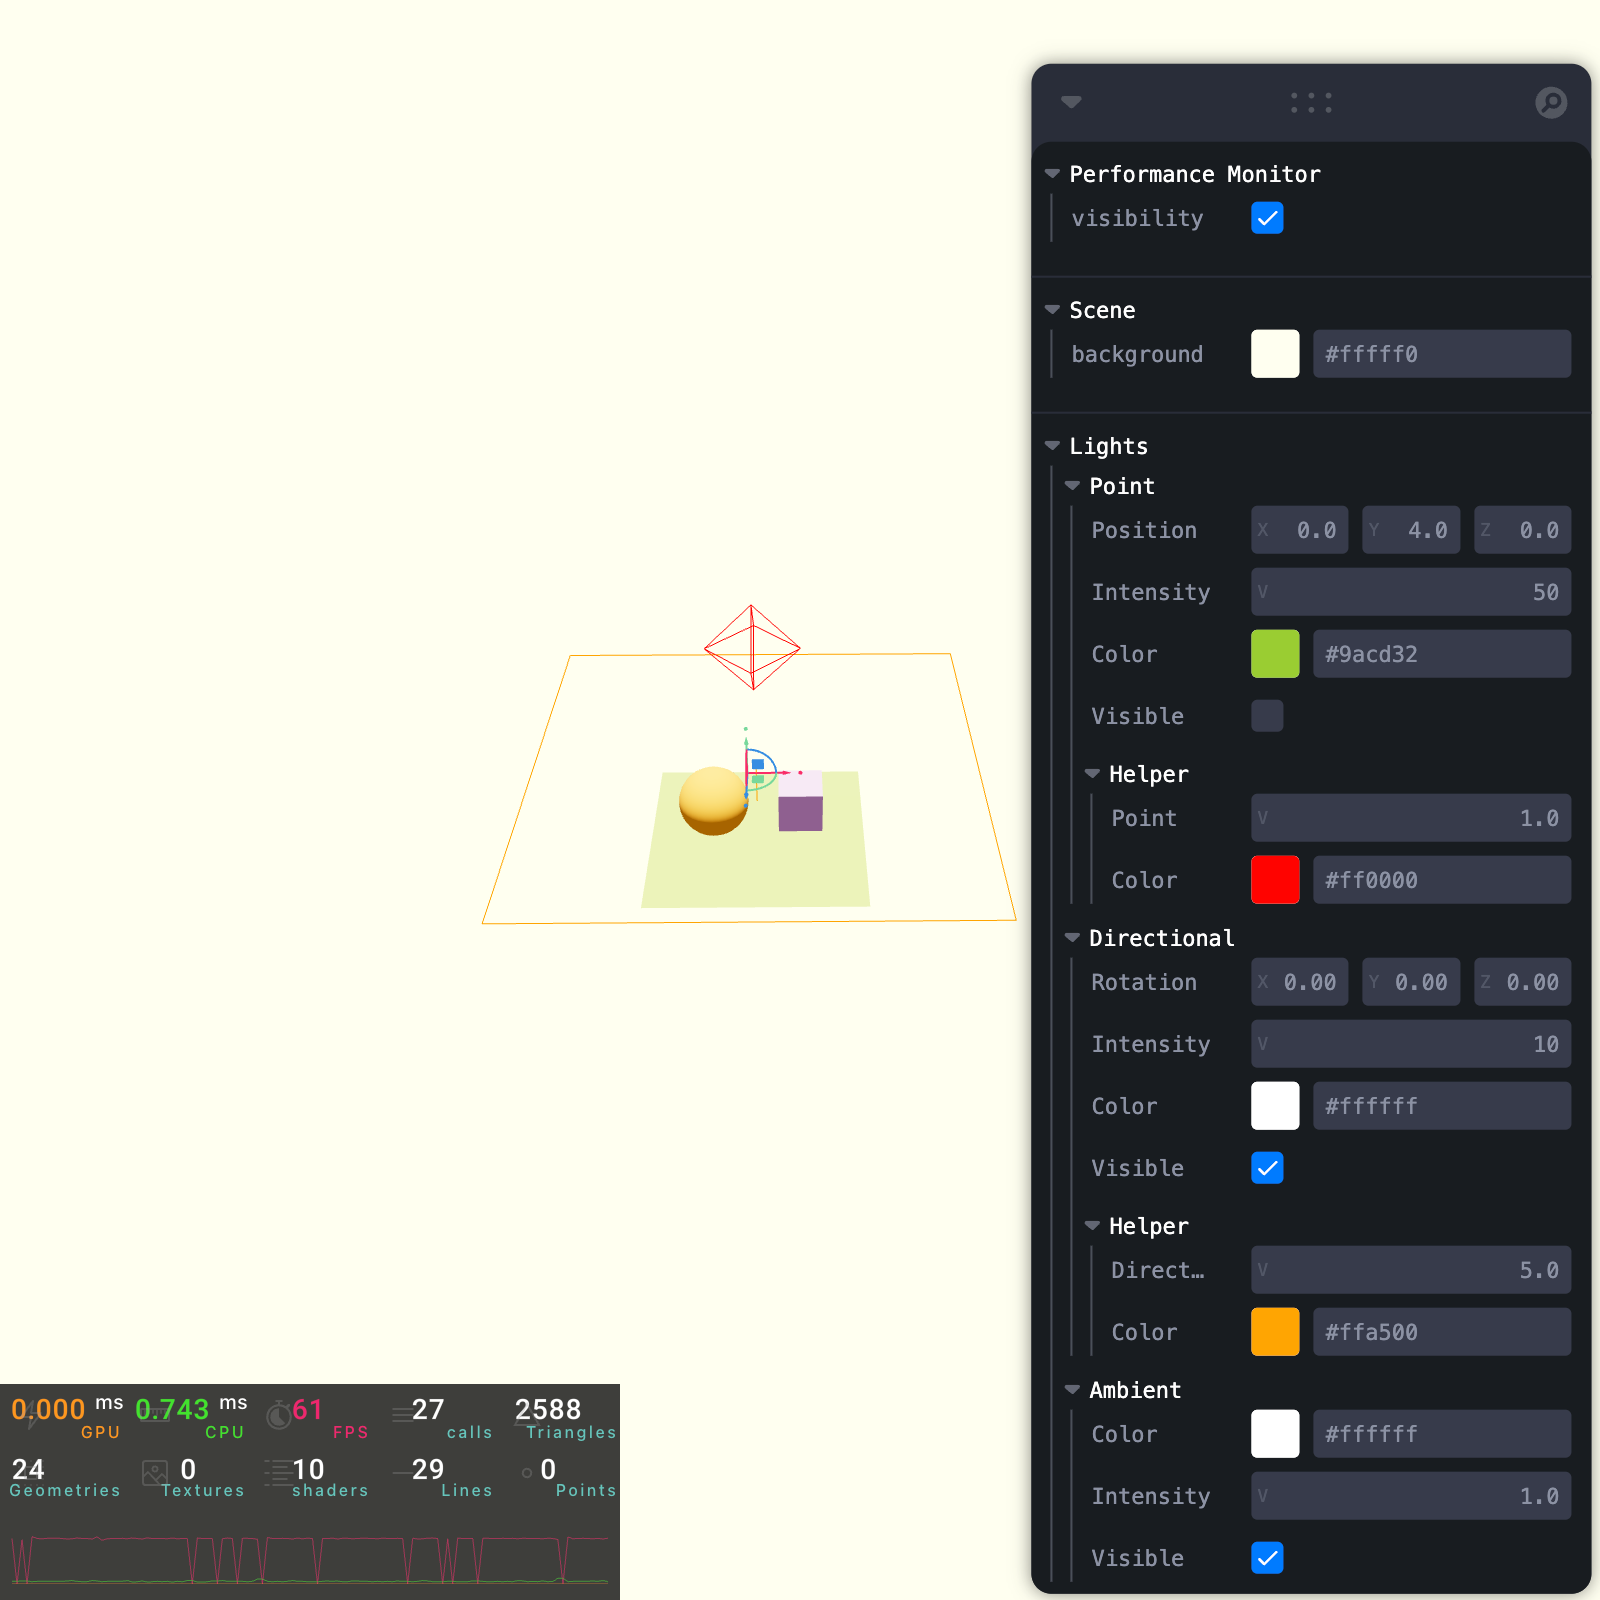 Performance Monitor
visibility
Scene
background #fffff0
Lights
Point
Position X 0.0 Y 4.0 Z 0.0
Intensity V 50
Color #9acd32
Visible
Helper
Point V 1.0
Color #ff0000
Directional
Rotation X 0.00 Y 0.00 Z 0.00
Intensity V 10
Color #ffffff
Visible
Helper
Direct… V 5.0
Color #ffa500
Ambient
Color #ffffff
Intensity V 1.0
Visible
0.000 ms 0.743 ms 61 27 2588
GPU CPU FPS calls Triangles
24 0 10 29 0
Geometries Textures shaders Lines Points